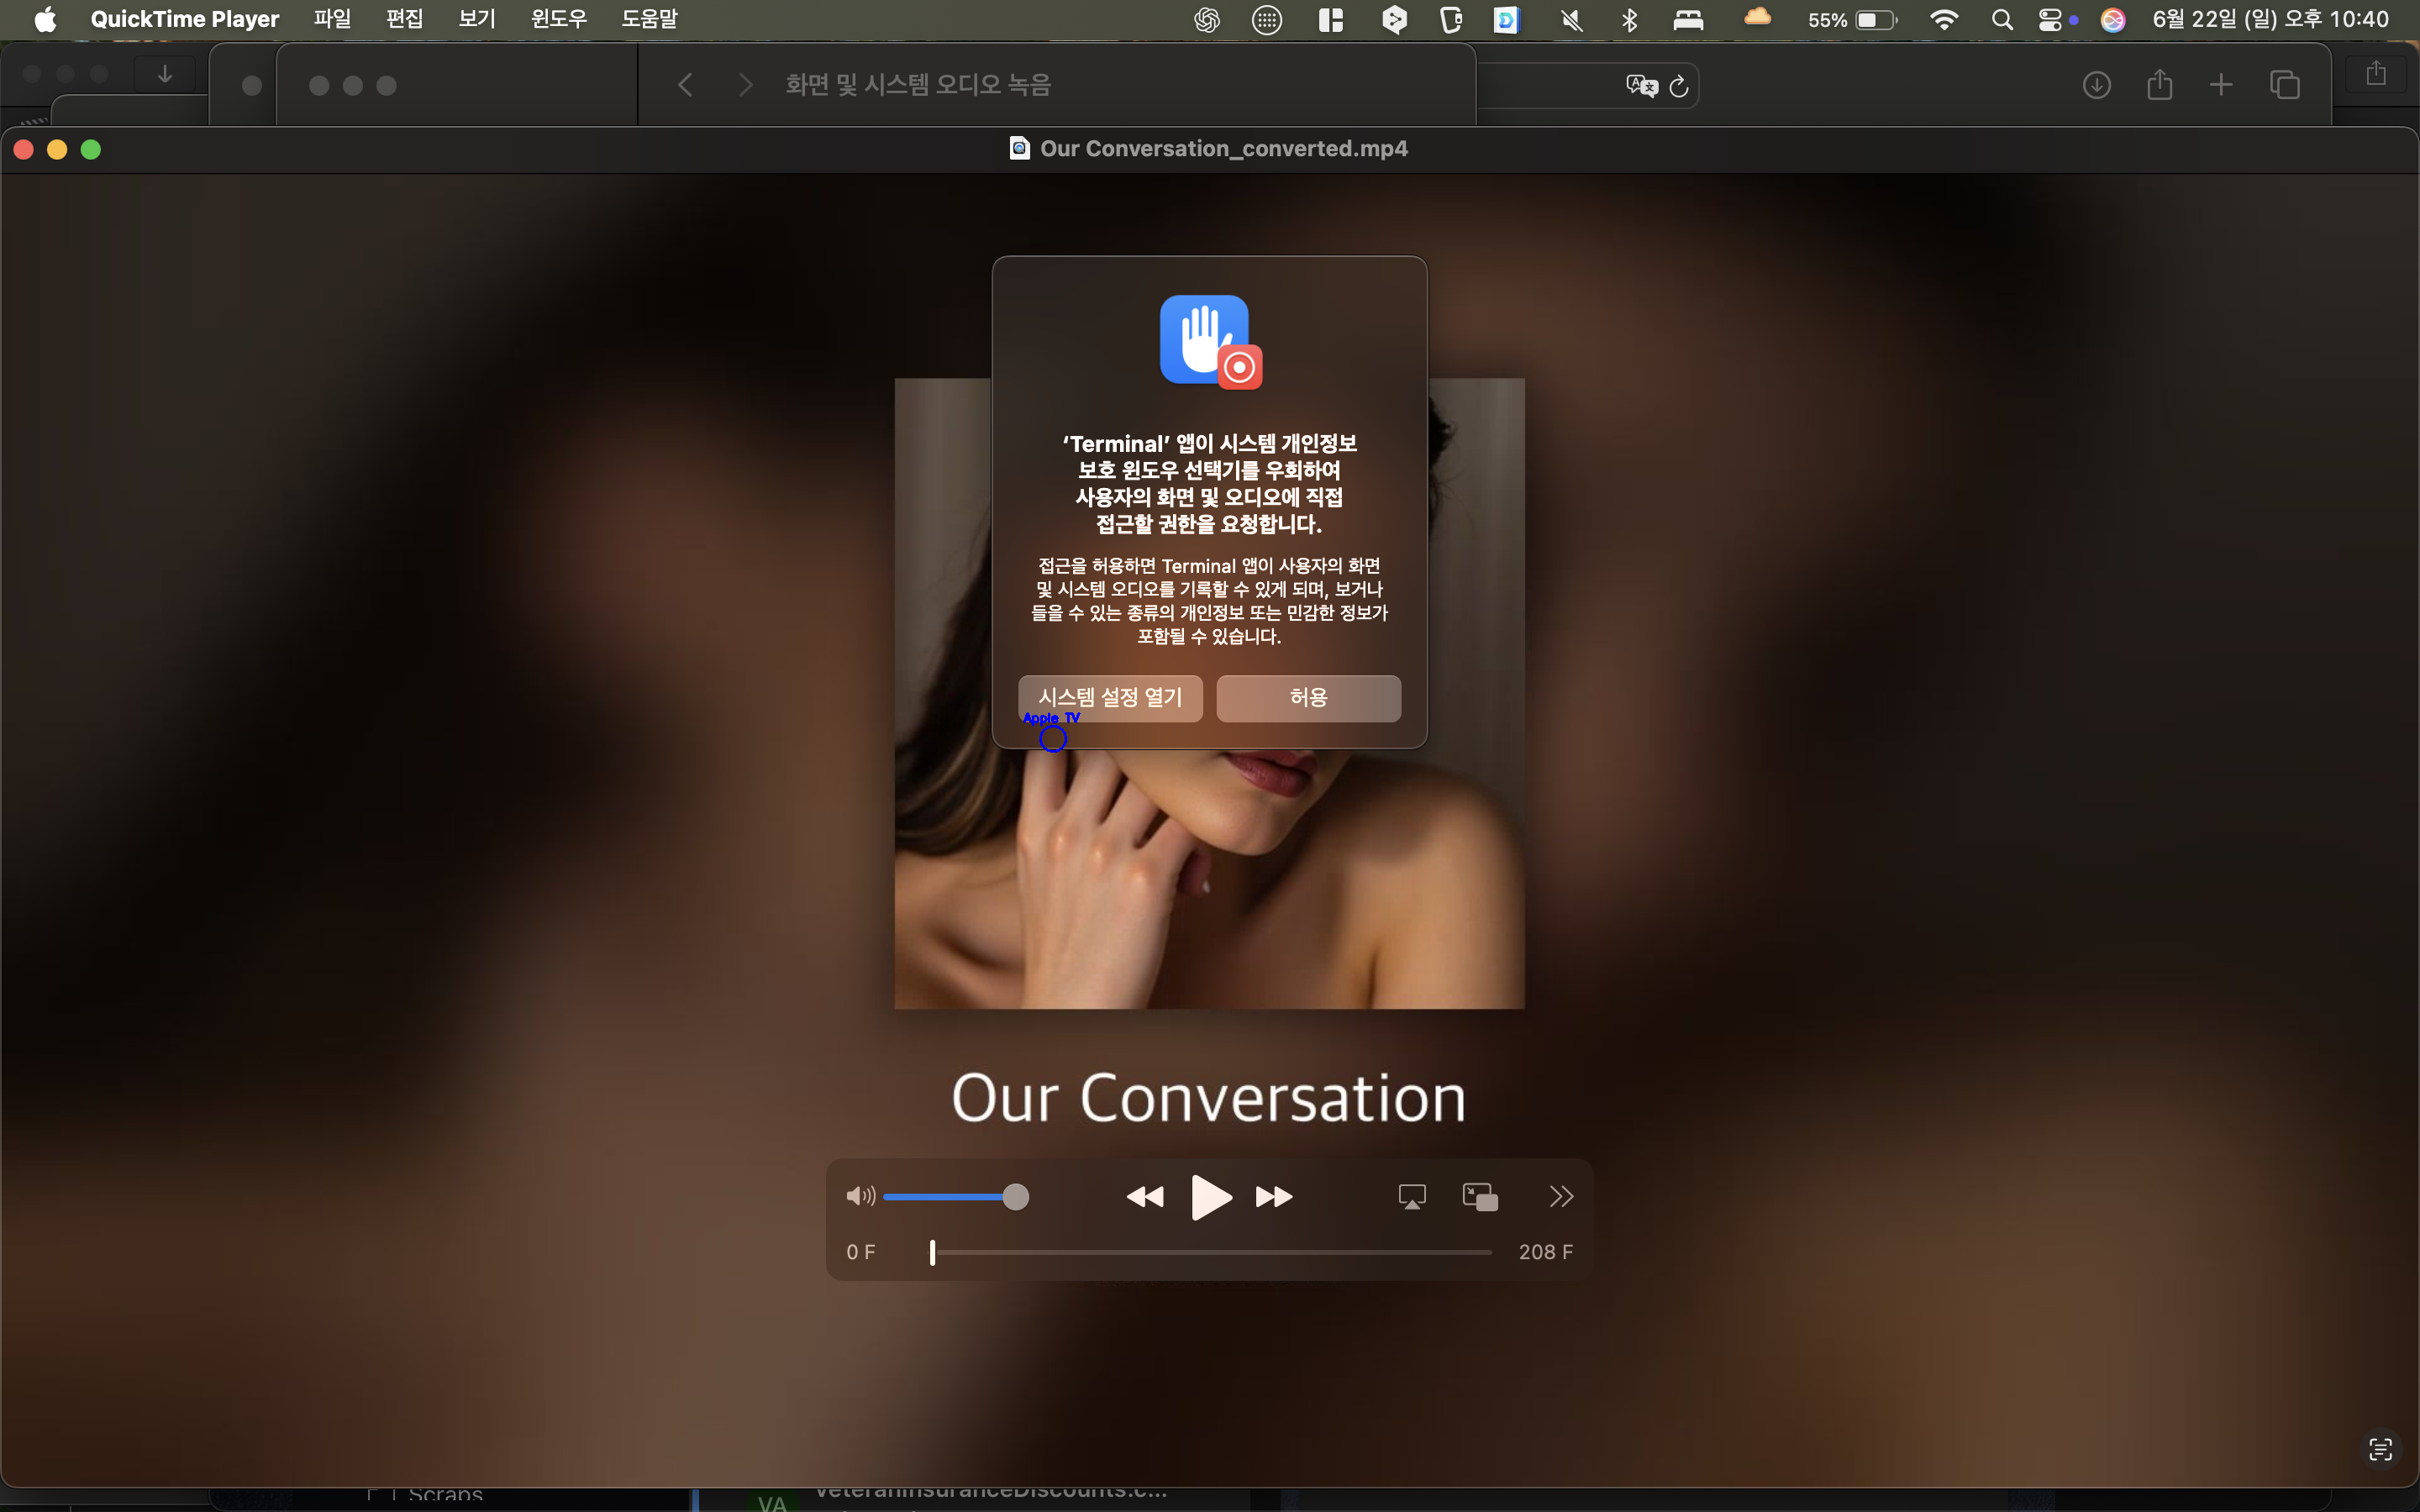 QuickTime Player 파일 편집 보기 윈도우 도움말 55% 6월 22일 (일) 오후 10:40
화면 및 시스템 오디오 녹음
Our Conversation_converted.mp4
‘Terminal’ 앱이 시스템 개인정보
보호 윈도우 선택기를 우회하여
사용자의 화면 및 오디오에 직접
접근할 권한을 요청합니다.
접근을 허용하면 Terminal 앱이 사용자의 화면
및 시스템 오디오를 기록할 수 있게 되며, 보거나
들을 수 있는 종류의 개인정보 또는 민감한 정보가
포함될 수 있습니다.
시스템 설정 열기 허용
Apple TV
Our Conversation
0 F 208 F
Scraps
VA
VeteranInsuranceDiscounts.c...